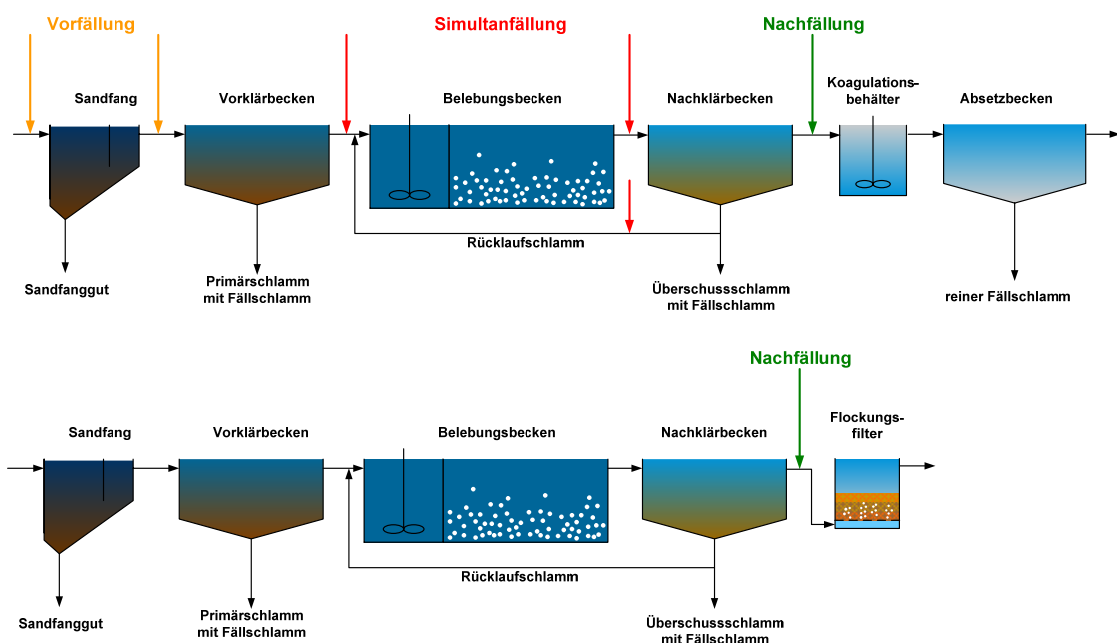 Vorfällung
Simultanfällung
Nachfällung
Sandfang
Vorklärbecken
Belebungsbecken
Nachklärbecken
Koagulations-
behälter
Absetzbecken
Rücklaufschlamm
Sandfanggut
Primärschlamm
mit Fällschlamm
Überschussschlamm
mit Fällschlamm
reiner Fällschlamm
Nachfällung
Sandfang
Vorklärbecken
Belebungsbecken
Nachklärbecken
Flockungs-
filter
Rücklaufschlamm
Sandfanggut
Primärschlamm
mit Fällschlamm
Überschussschlamm
mit Fällschlamm